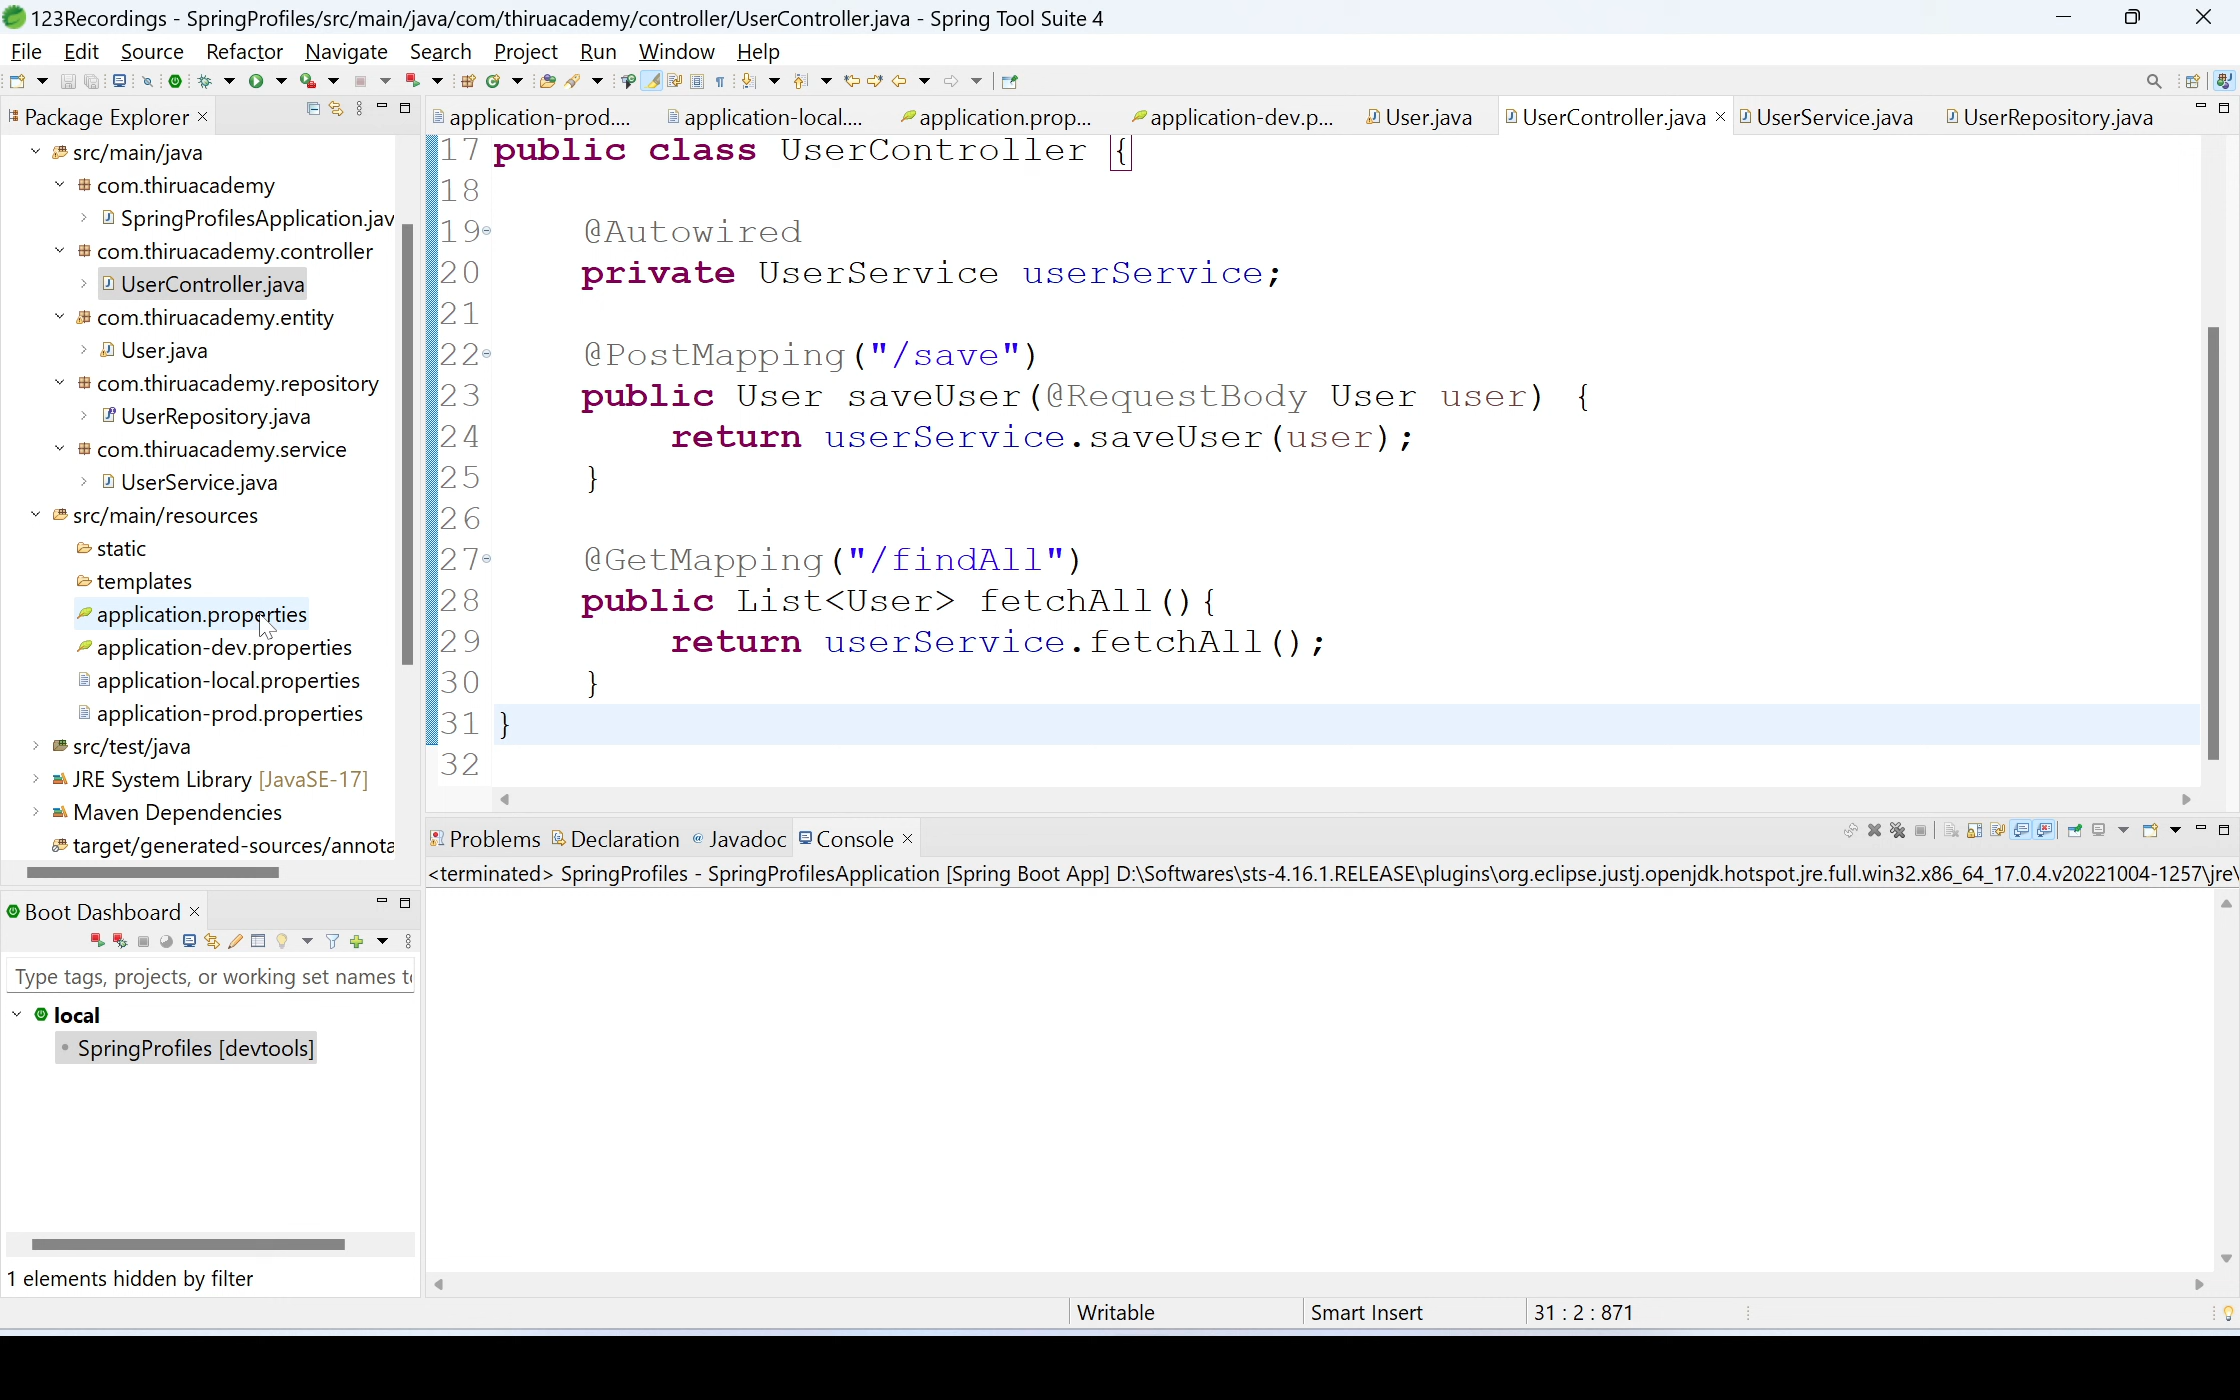 123Recordings - SpringProfiles/src/main/java/com/thiruacademy/controller/UserController.java - Spring Tool Suite 4
File Edit Source Refactor Navigate Search Project Run Window Help
Package Explorer
src/main/java
com.thiruacademy
SpringProfilesApplication.jav
com.thiruacademy.controller
UserController.java
com.thiruacademy.entity
User.java
com.thiruacademy.repository
UserRepository.java
com.thiruacademy.service
UserService.java
src/main/resources
static
templates
application.properties
application-dev.properties
application-local.properties
application-prod.properties
src/test/java
JRE System Library [JavaSE-17]
Maven Dependencies
target/generated-sources/annota
application-prod.... application-local.... application.prop... application-dev.p... User.java UserController.java UserService.java UserRepository.java
17 public class UserController {
18
19 @Autowired
20 private UserService userService;
21
22 @PostMapping("/save")
23 public User saveUser(@RequestBody User user) {
24 return userService.saveUser(user);
25 }
26
27 @GetMapping("/findAll")
28 public List<User> fetchAll(){
29 return userService.fetchAll();
30 }
31 }
32
Problems Declaration Javadoc Console
<terminated> SpringProfiles - SpringProfilesApplication [Spring Boot App] D:\Softwares\sts-4.16.1.RELEASE\plugins\org.eclipse.justj.openjdk.hotspot.jre.full.win32.x86_64_17.0.4.v20221004-1257\jre\
Boot Dashboard
Type tags, projects, or working set names to
local
SpringProfiles [devtools]
1 elements hidden by filter
Writable Smart Insert 31 : 2 : 871